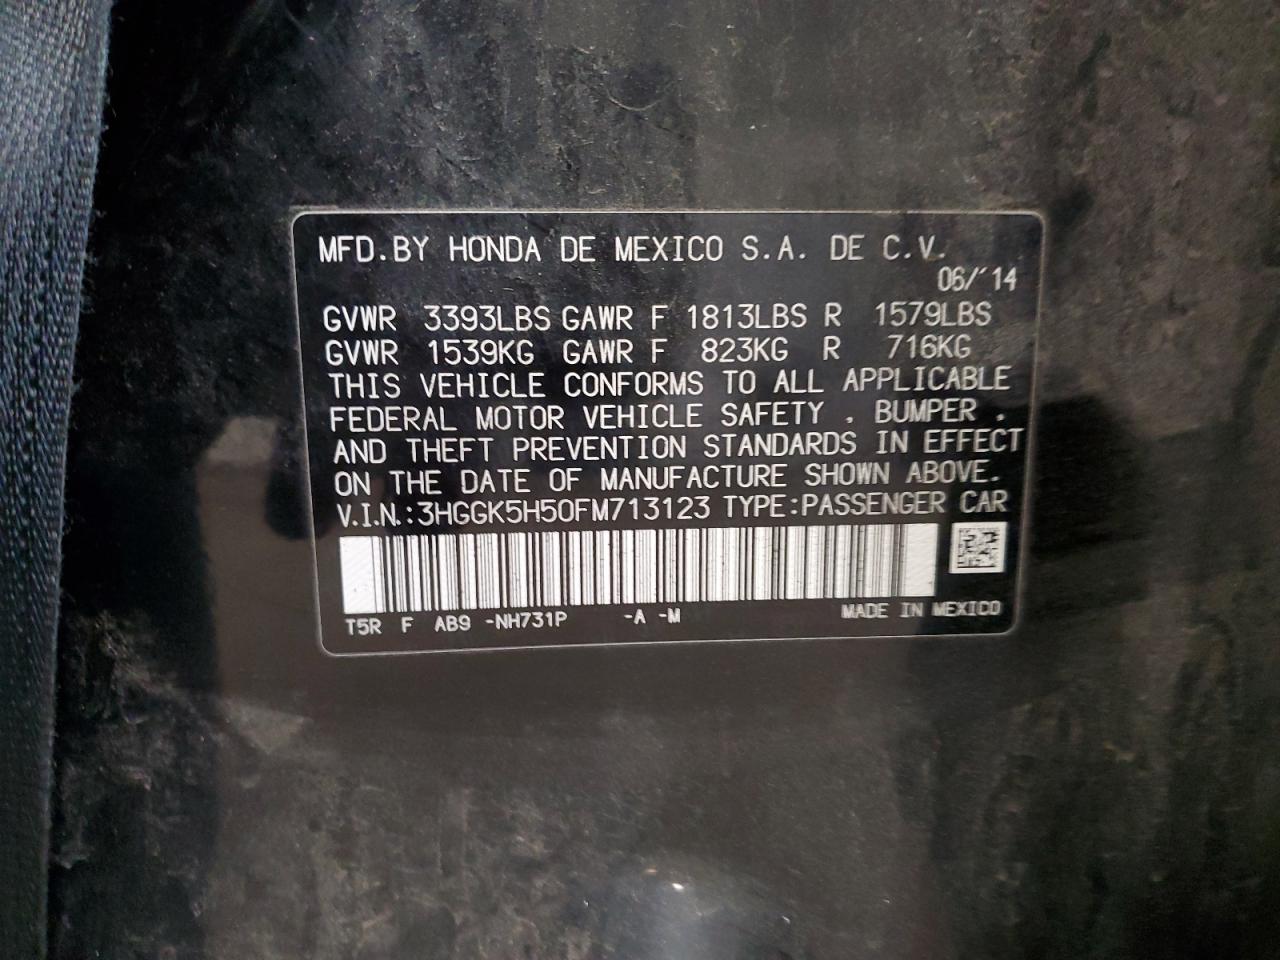 MFD.BY HONDA DE MEXICO S.A. DE C.V.
06/'14
GVWR 3393LBS GAWR F 1813LBS R 1579LBS
GVWR 1539KG GAWR F 823KG R 716KG
THIS VEHICLE CONFORMS TO ALL APPLICABLE
FEDERAL MOTOR VEHICLE SAFETY , BUMPER ,
AND THEFT PREVENTION STANDARDS IN EFFECT
ON THE DATE OF MANUFACTURE SHOWN ABOVE.
V.I.N.:3HGGK5H50FM713123 TYPE:PASSENGER CAR
T5R F AB9 -NH731P -A -M MADE IN MEXICO